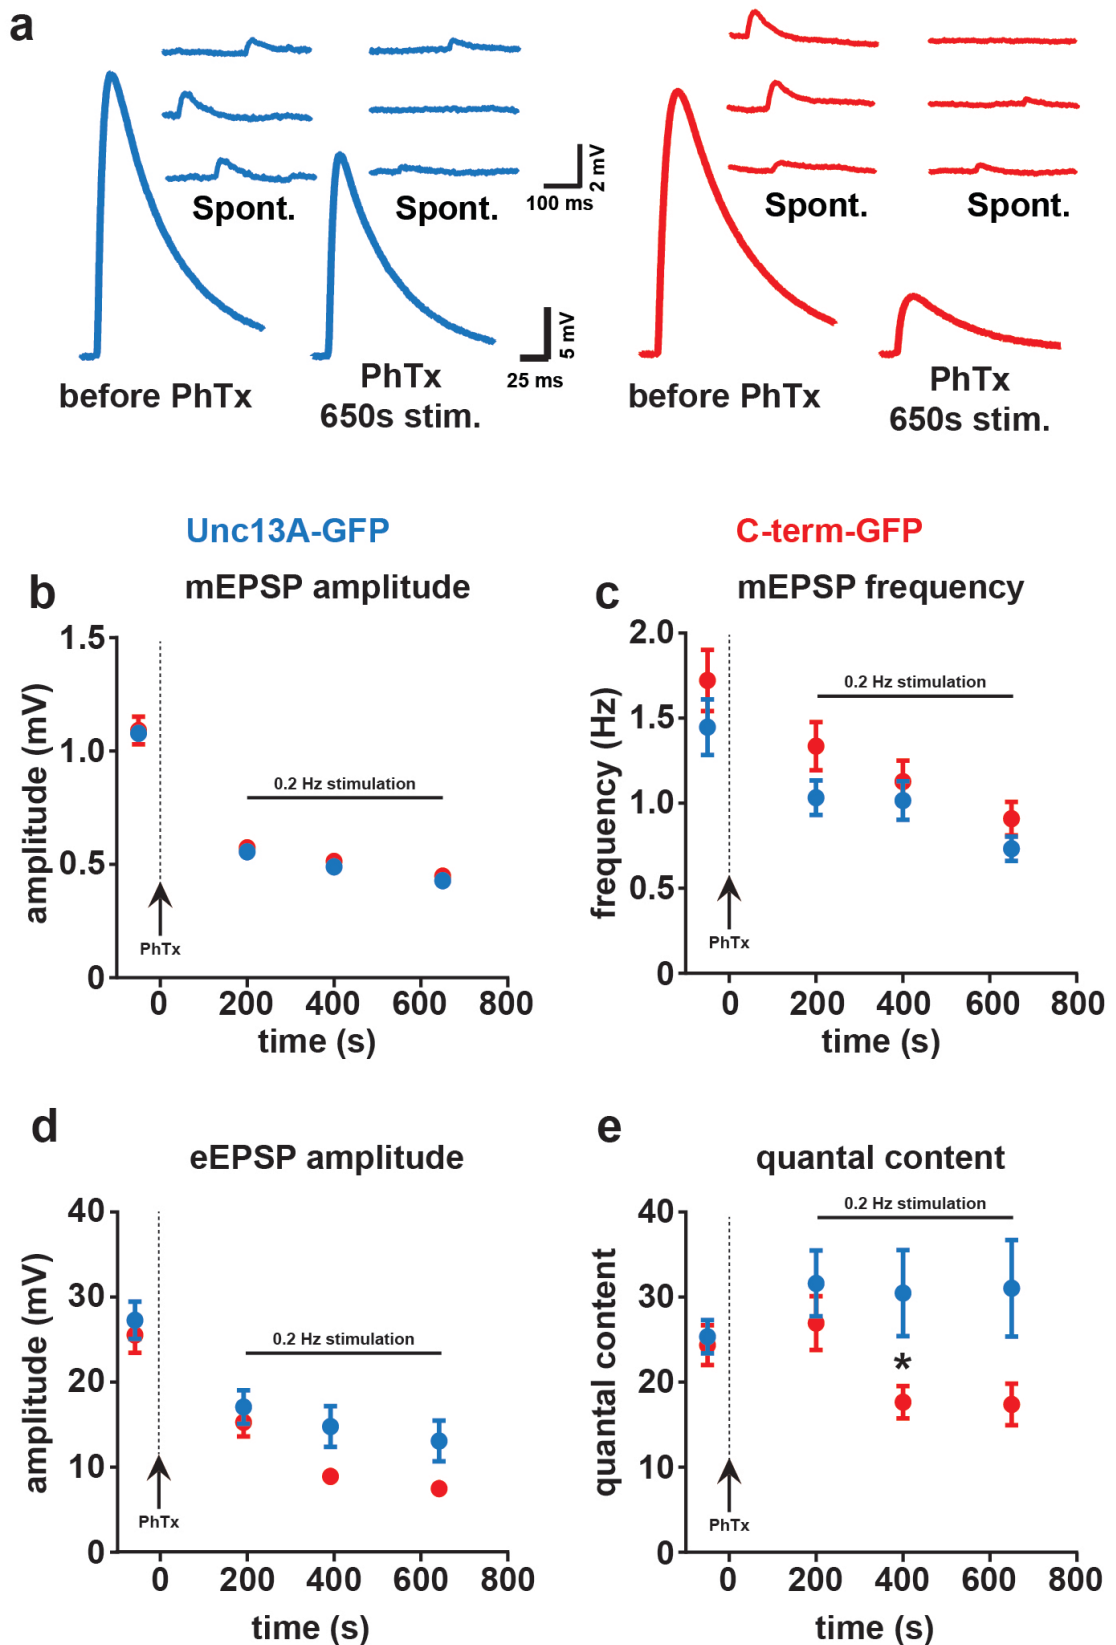 a
Spont.
Spont.
2 mV
100 ms
5 mV
25 ms
before PhTx
PhTx
650s stim.
Spont.
Spont.
before PhTx
PhTx
650s stim.
Unc13A-GFP
C-term-GFP
b
mEPSP amplitude
1.5
1.0
0.5
0
amplitude (mV)
0.2 Hz stimulation
PhTx
0 200 400 600 800
time (s)
c
mEPSP frequency
2.0
1.5
1.0
0.5
0
frequency (Hz)
0.2 Hz stimulation
PhTx
0 200 400 600 800
time (s)
d
eEPSP amplitude
40
30
20
10
0
amplitude (mV)
0.2 Hz stimulation
PhTx
0 200 400 600 800
time (s)
e
quantal content
40
30
20
10
0
quantal content
0.2 Hz stimulation
*
PhTx
0 200 400 600 800
time (s)